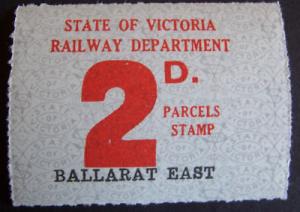 STATE OF VICTORIA
RAILWAY DEPARTMENT
2D.
PARCELS
STAMP
BALLARAT EAST